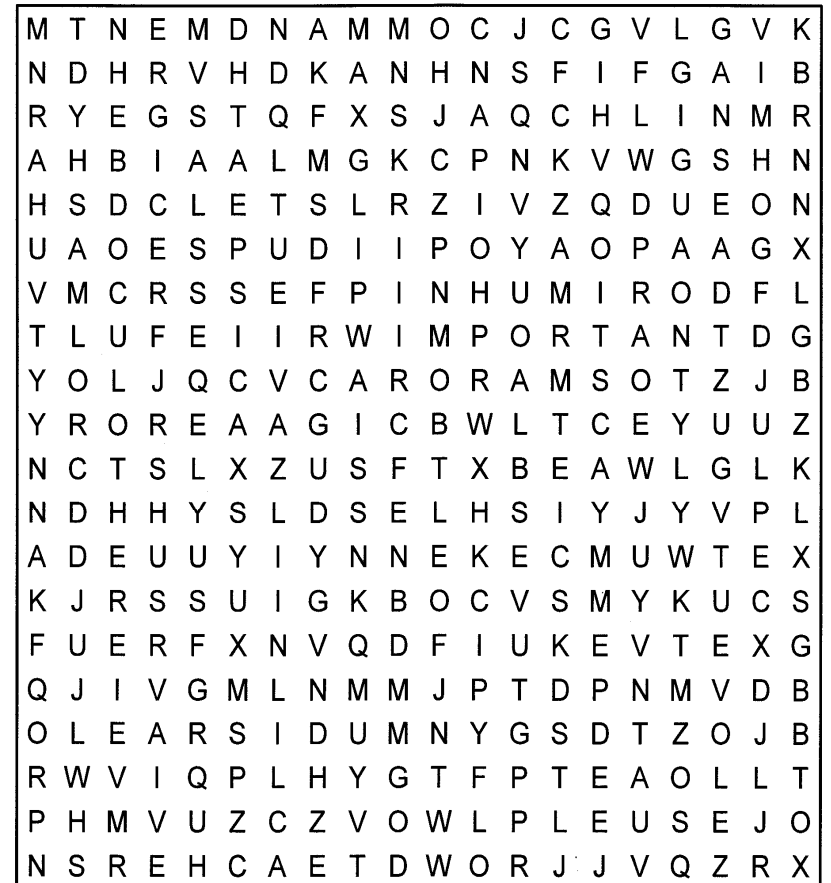 M T N E M D N A M M O C J C G V L G V K
N D H R V H D K A N H N S F I F G A I B
R Y E G S T Q F X S J A Q C H L I N M R
A H B I A A L M G K C P N K V W G S H N
H S D C L E T S L R Z I V Z Q D U E O N
U A O E S P U D I I P O Y A O P A A G X
V M C R S S E F P I N H U M I R O D F L
T L U F E I I R W I M P O R T A N T D G
Y O L J Q C V C A R O R A M S O T Z J B
Y R O R E A A G I C B W L T C E Y U U Z
N C T S L X Z U S F T X B E A W L G L K
N D H H Y S L D S E L H S I Y J Y V P L
A D E U U Y I Y N N E K E C M U W T E X
K J R S S U I G K B O C V S M Y K U C S
F U E R F X N V Q D F I U K E V T E X G
Q J I V G M L N M M J P T D P N M V D B
O L E A R S I D U M N Y G S D T Z O J B
R W V I Q P L H Y G T F P T E A O L L T
P H M V U Z C Z V O W L P L E U S E J O
N S R E H C A E T D W O R J J V Q Z R X